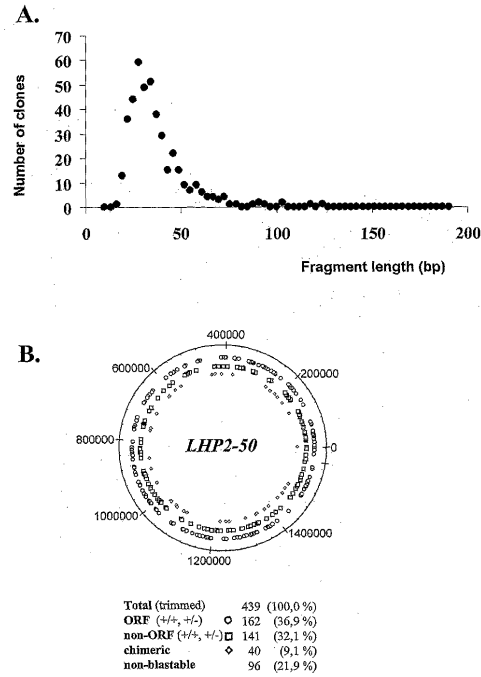 A.
70
60
50
40
30
20
10
0
Number of clones
0 50 100 150 200
Fragment length (bp)
B.
400000
200000
0
1400000
1200000
1000000
800000
600000
LHP2-50
Total (trimmed) 439 (100,0 %)
ORF (+/+, +/-) 162 (36,9 %)
non-ORF (+/+, +/-) 141 (32,1 %)
chimeric 40 (9,1 %)
non-blastable 96 (21,9 %)